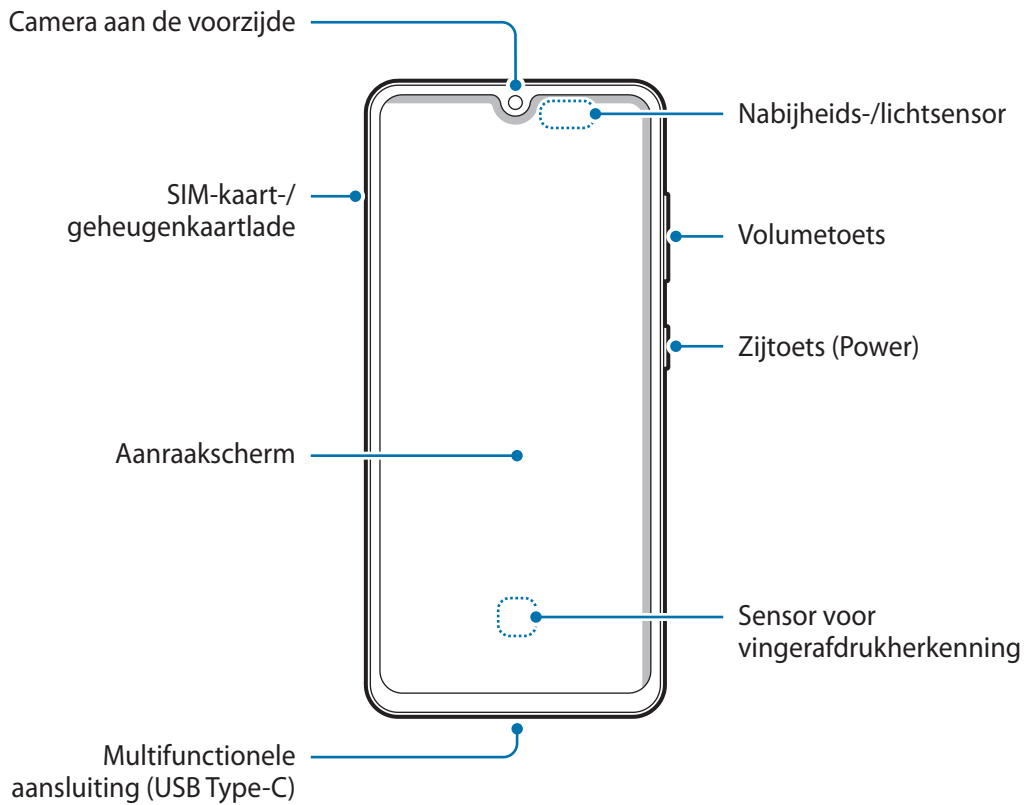 Camera aan de voorzijde
Nabijheids-/lichtsensor
SIM-kaart-/
geheugenkaartlade
Volumetoets
Zijtoets (Power)
Aanraakscherm
Sensor voor
vingerafdrukherkenning
Multifunctionele
aansluiting (USB Type-C)